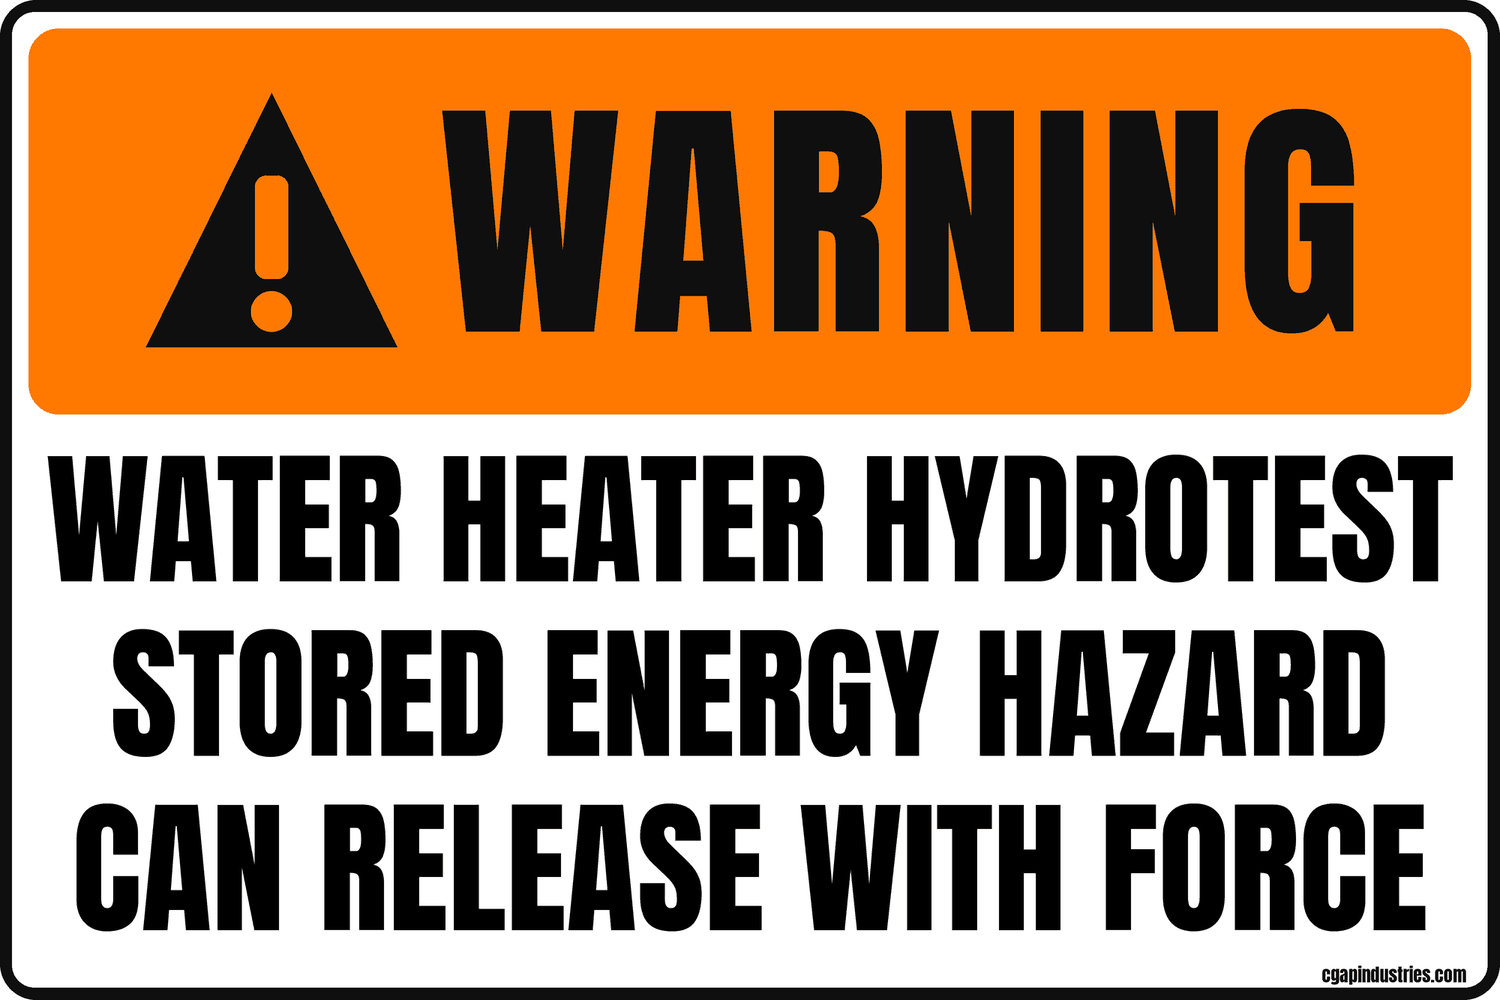 WARNING
WATER HEATER HYDROTEST
STORED ENERGY HAZARD
CAN RELEASE WITH FORCE
cgapindustries.com